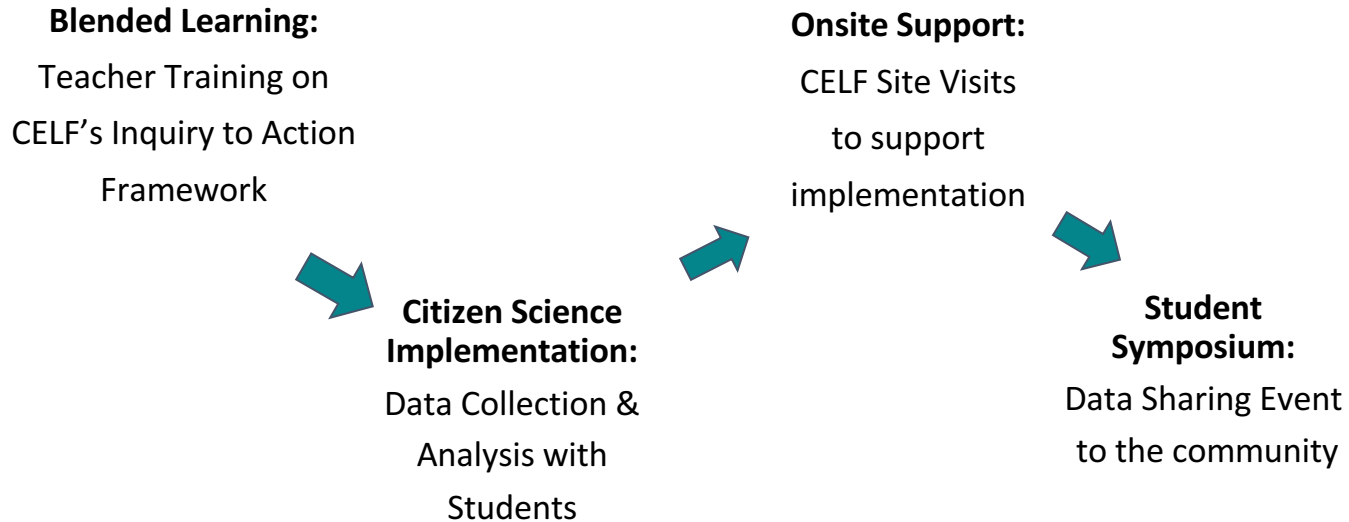 Blended Learning:
Teacher Training on
CELF’s Inquiry to Action
Framework
Citizen Science
Implementation:
Data Collection &
Analysis with
Students
Onsite Support:
CELF Site Visits
to support
implementation
Student
Symposium:
Data Sharing Event
to the community